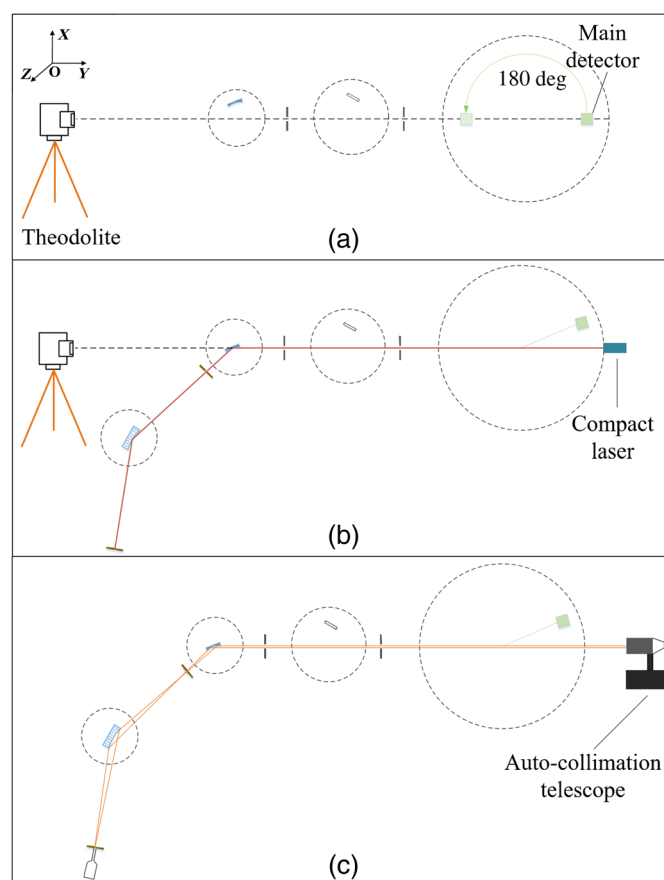 X
Z
O
Y
Main
detector
180 deg
Theodolite
(a)
Compact
laser
(b)
Auto-collimation
telescope
(c)